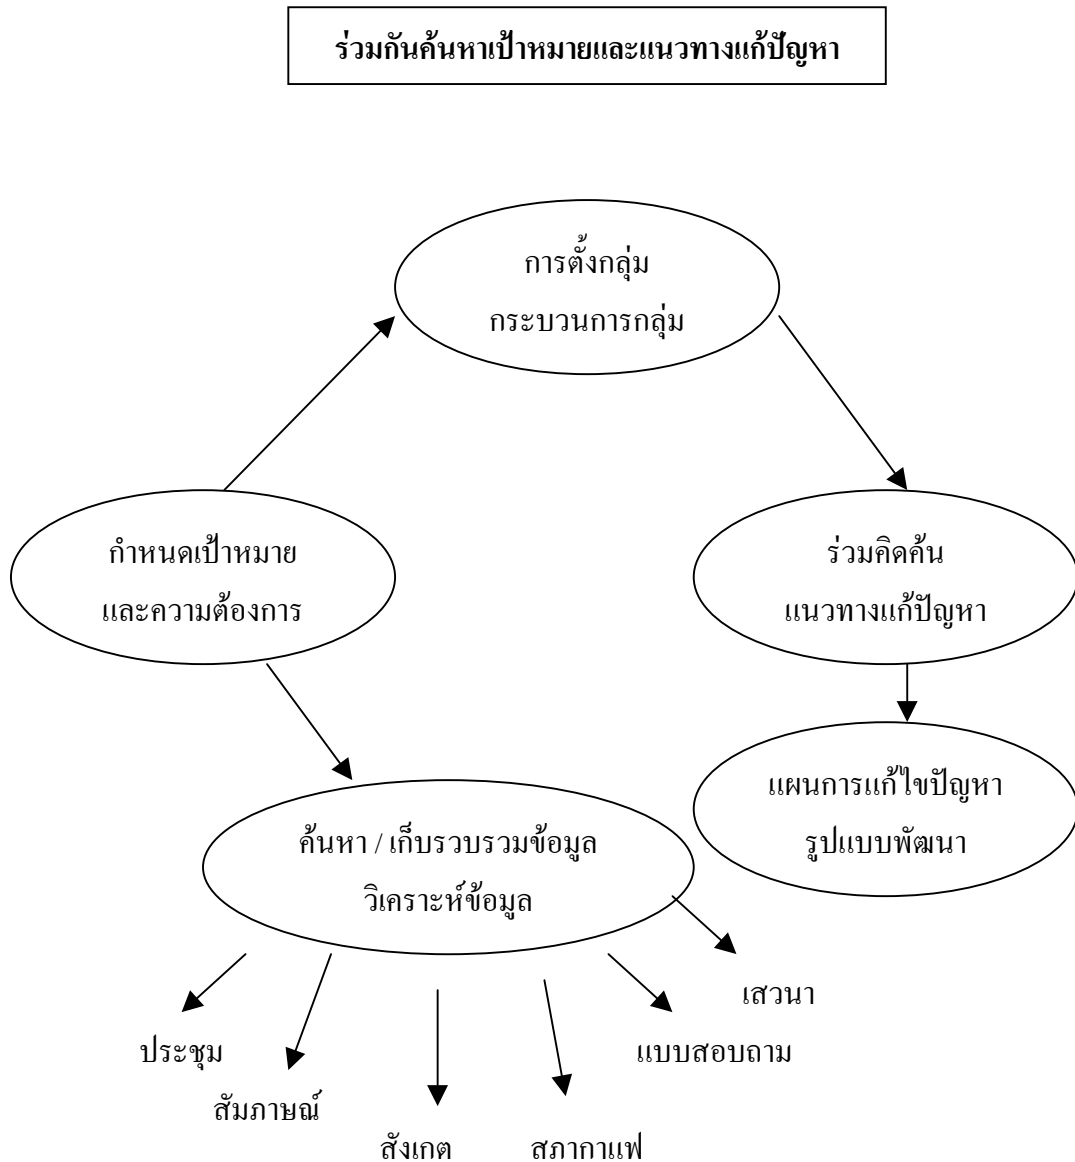 ร่วมกันค้นหาเป้าหมายและแนวทางแก้ปัญหา
การตั้งกลุ่ม
กระบวนการกลุ่ม
กำหนดเป้าหมาย
และความต้องการ
ร่วมคิดค้น
แนวทางแก้ปัญหา
แผนการแก้ไขปัญหา
รูปแบบพัฒนา
ค้นหา / เก็บรวบรวมข้อมูล
วิเคราะห์ข้อมูล
เสวนา
แบบสอบถาม
ประชุม
สัมภาษณ์
สังเกต
สภากาแฟ